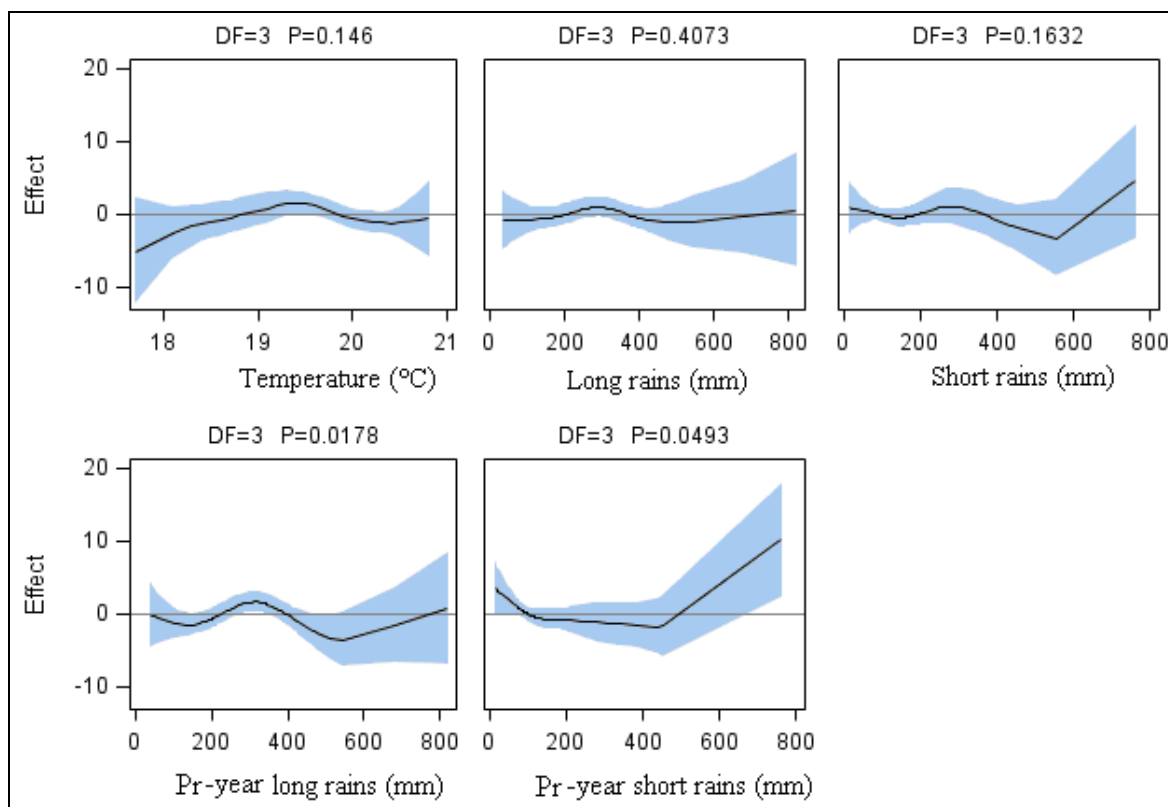 DF=3 P=0.146
DF=3 P=0.4073
DF=3 P=0.1632
Effect
20
10
0
-10
18 19 20 21
0 200 400 600 800
0 200 400 600 800
Temperature (°C)
Long rains (mm)
Short rains (mm)
DF=3 P=0.0178
DF=3 P=0.0493
Effect
20
10
0
-10
0 200 400 600 800
0 200 400 600 800
Pr-year long rains (mm)
Pr-year short rains (mm)